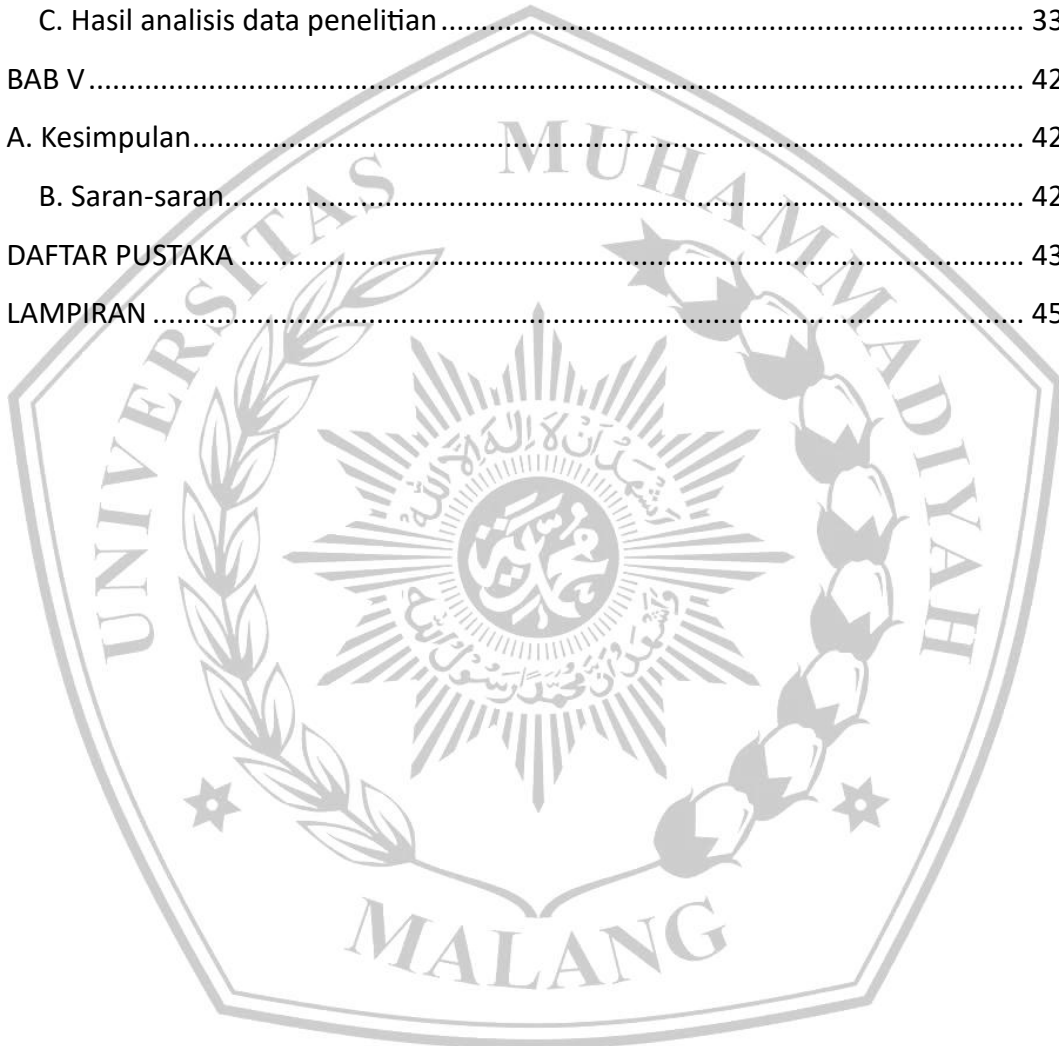 C. Hasil analisis data penelitian ........ 33
BAB V ........ 42
A. Kesimpulan ........ 42
B. Saran-saran ........ 42
DAFTAR PUSTAKA ........ 43
LAMPIRAN ........ 45
UNIVERSITAS MUHAMMADIYAH
MALANG